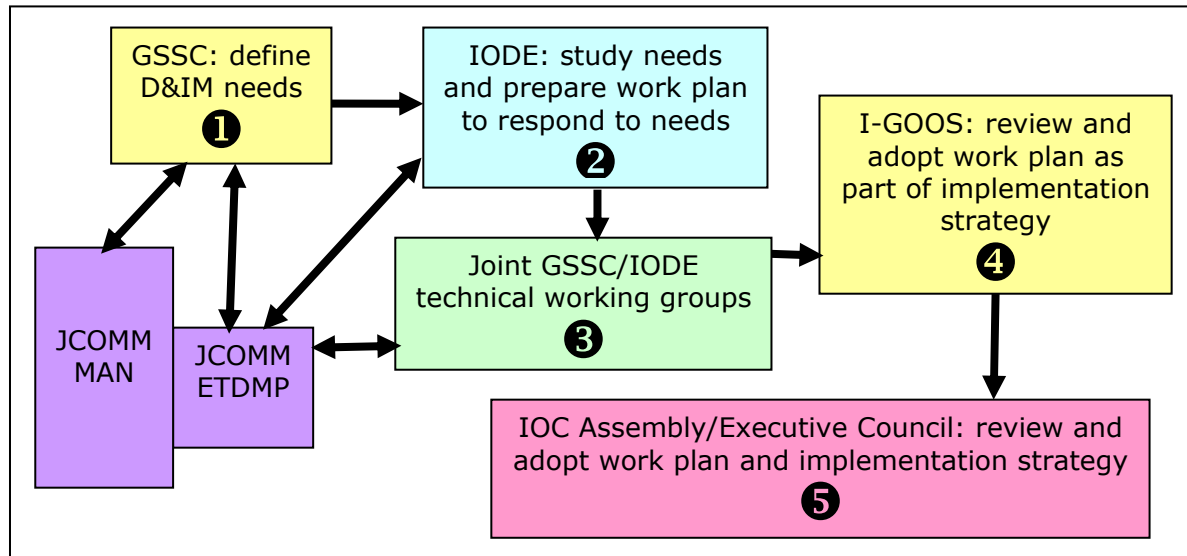 GSSC: define
D&IM needs
❶
IODE: study needs
and prepare work plan
to respond to needs
❷
I-GOOS: review and
adopt work plan as
part of implementation
strategy
❹
Joint GSSC/IODE
technical working groups
❸
JCOMM
MAN
JCOMM
ETDMP
IOC Assembly/Executive Council: review and
adopt work plan and implementation strategy
❺